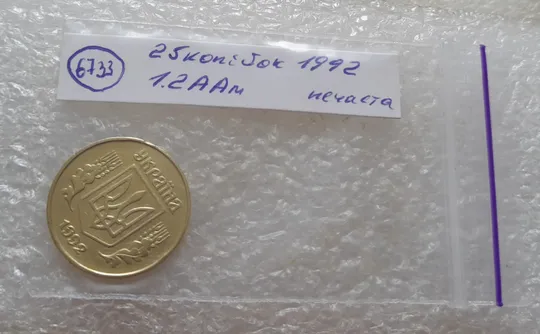 6733
25 копійок 1992
1.2ААм
нечаста
УКРАЇНА
1992